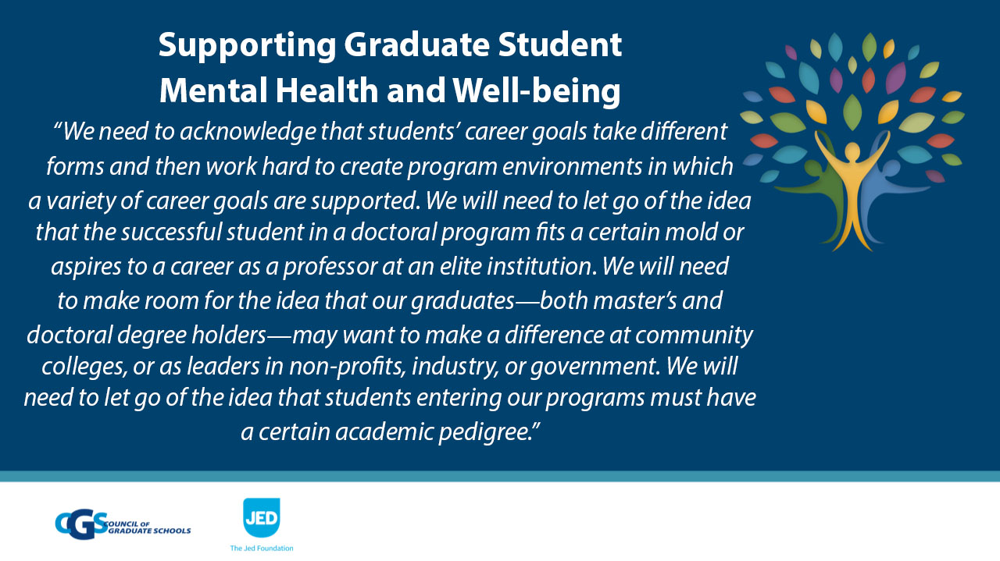 Supporting Graduate Student
Mental Health and Well-being
“We need to acknowledge that students’ career goals take different
forms and then work hard to create program environments in which
a variety of career goals are supported. We will need to let go of the idea
that the successful student in a doctoral program fits a certain mold or
aspires to a career as a professor at an elite institution. We will need
to make room for the idea that our graduates—both master’s and
doctoral degree holders—may want to make a difference at community
colleges, or as leaders in non-profits, industry, or government. We will
need to let go of the idea that students entering our programs must have
a certain academic pedigree.”
CGS COUNCIL OF
GRADUATE SCHOOLS
JED
The Jed Foundation